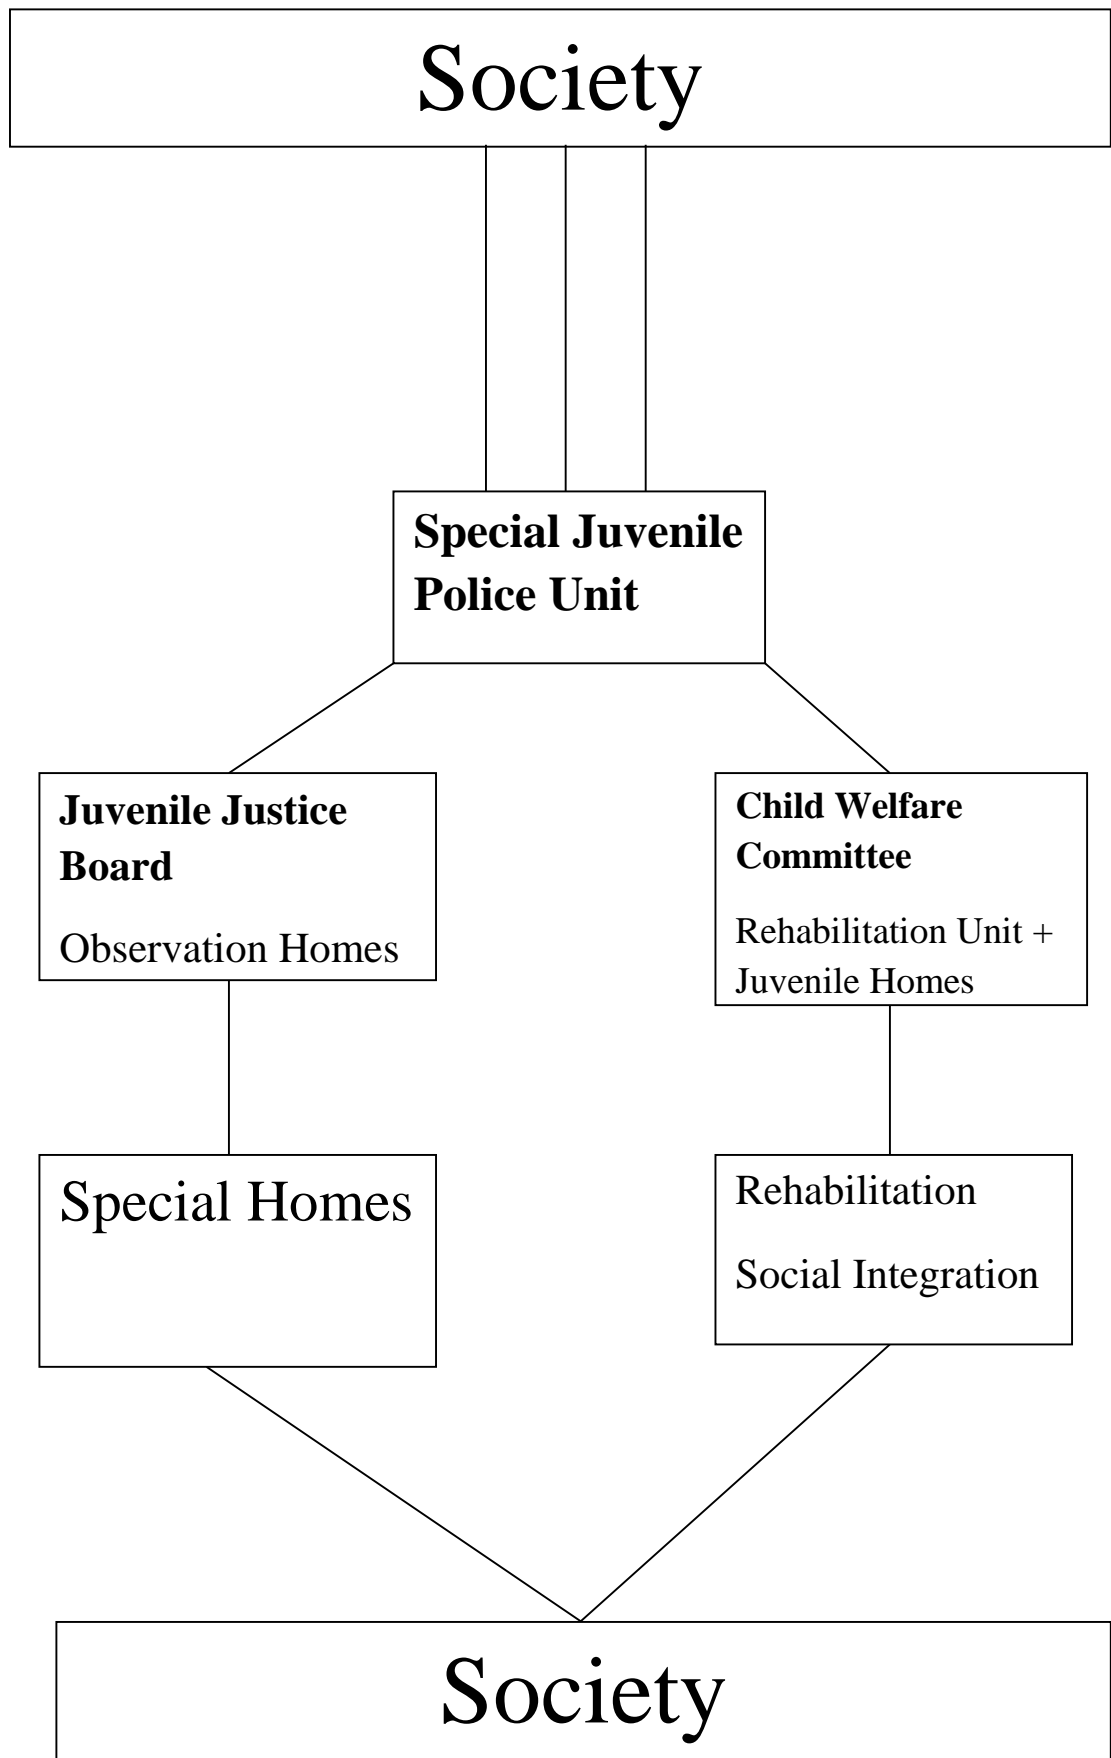 Society
Special Juvenile
Police Unit
Juvenile Justice
Board
Observation Homes
Child Welfare
Committee
Rehabilitation Unit +
Juvenile Homes
Special Homes
Rehabilitation
Social Integration
Society